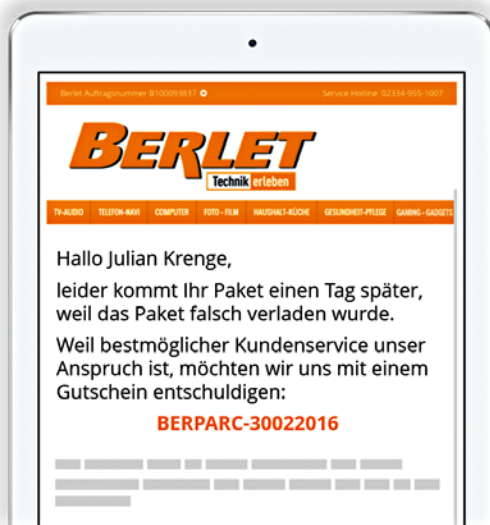 Berlet Auftragsnummer B100093837 Service Hotline: 02334-955-1007
BERLET
Technik erleben
TV-AUDIO TELEFON-NAVI COMPUTER FOTO - FILM HAUSHALT-KÜCHE GESUNDHEIT-PFLEGE GAMING - GADGETS
Hallo Julian Krenge,
leider kommt Ihr Paket einen Tag später,
weil das Paket falsch verladen wurde.
Weil bestmöglicher Kundenservice unser
Anspruch ist, möchten wir uns mit einem
Gutschein entschuldigen:
BERPARC-30022016